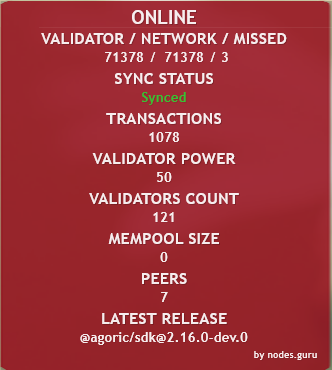 ONLINE
VALIDATOR / NETWORK / MISSED
71378 / 71378 / 3
SYNC STATUS
Synced
TRANSACTIONS
1078
VALIDATOR POWER
50
VALIDATORS COUNT
121
MEMPOOL SIZE
0
PEERS
7
LATEST RELEASE
@agoric/sdk@2.16.0-dev.0
by nodes.guru